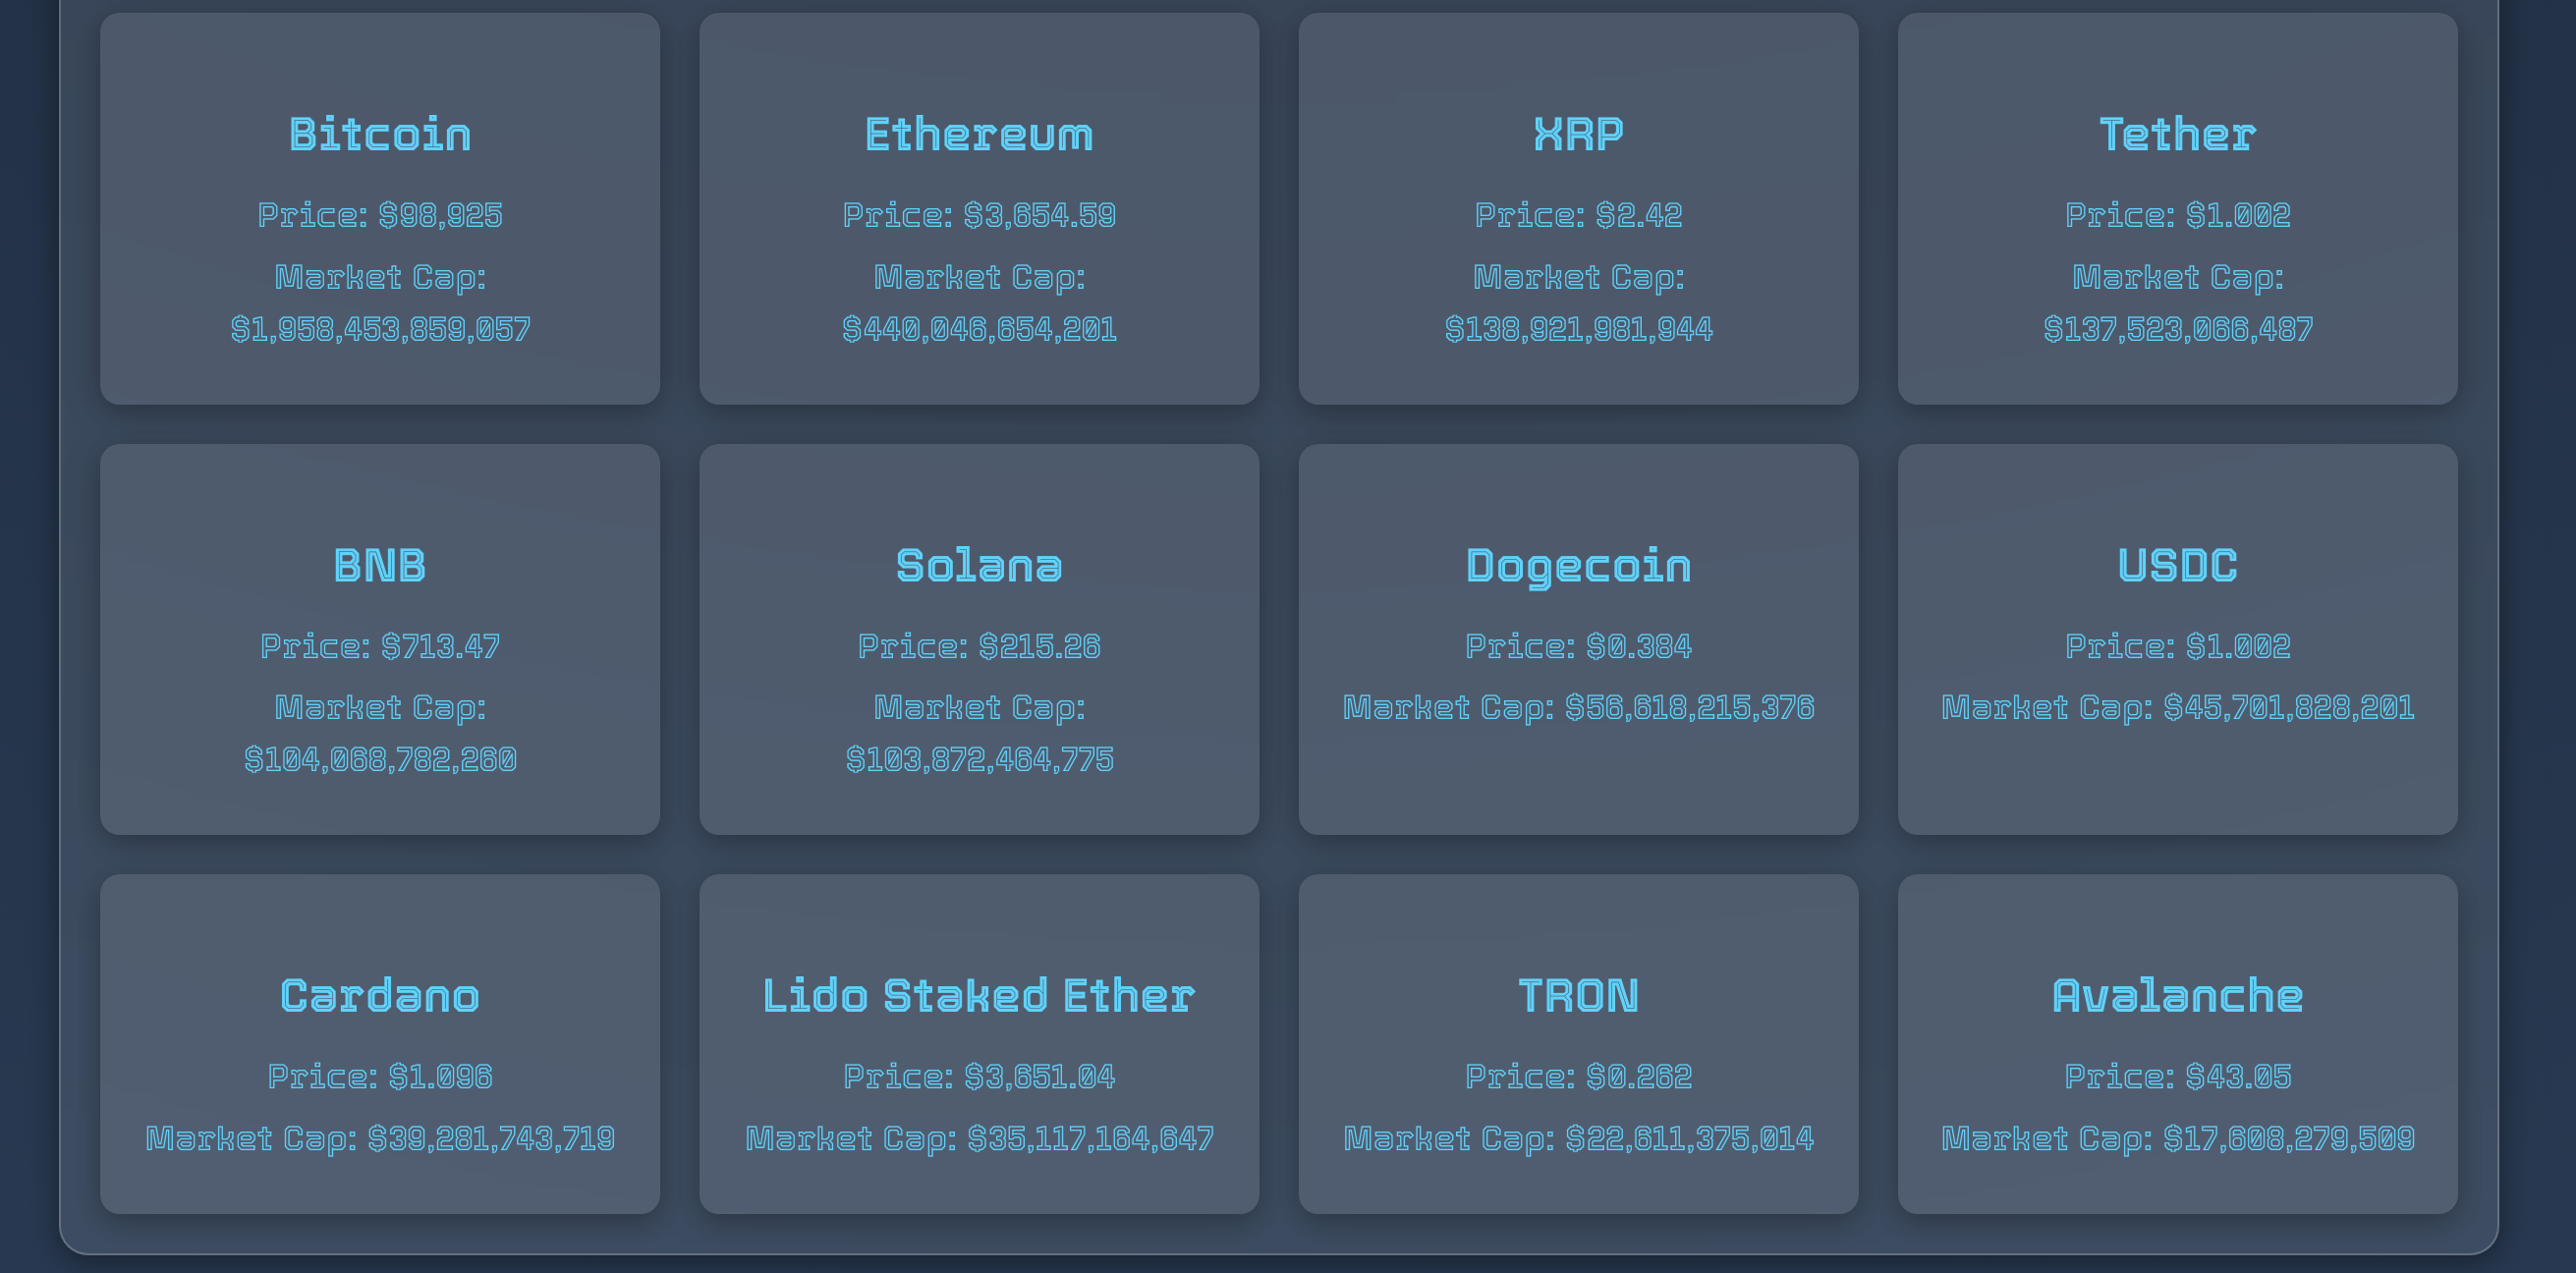 Bitcoin
Price: $98,925
Market Cap:
$1,958,453,859,057
Ethereum
Price: $3,654.59
Market Cap:
$440,046,654,201
XRP
Price: $2.42
Market Cap:
$138,921,981,944
Tether
Price: $1.002
Market Cap:
$137,523,066,487
BNB
Price: $713.47
Market Cap:
$104,068,782,260
Solana
Price: $215.26
Market Cap:
$103,872,464,775
Dogecoin
Price: $0.384
Market Cap: $56,618,215,376
USDC
Price: $1.002
Market Cap: $45,701,828,201
Cardano
Price: $1.096
Market Cap: $39,281,743,719
Lido Staked Ether
Price: $3,651.04
Market Cap: $35,117,164,647
TRON
Price: $0.262
Market Cap: $22,611,375,014
Avalanche
Price: $43.05
Market Cap: $17,608,279,509